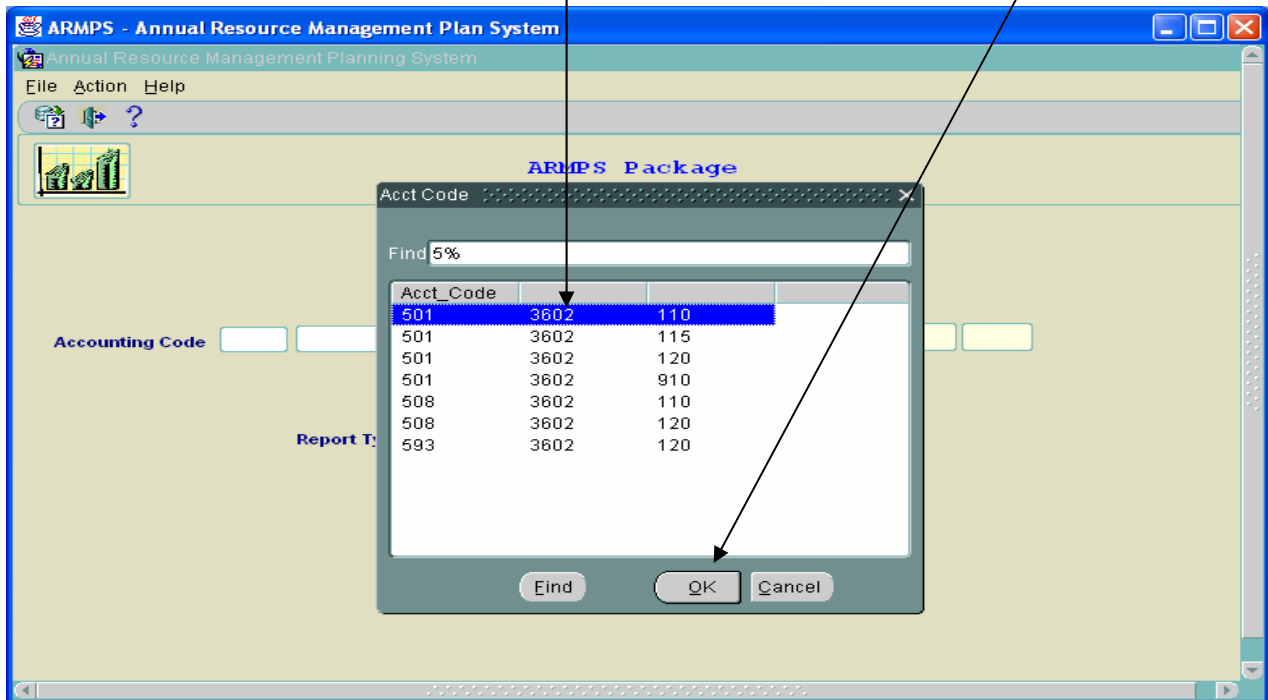 ARMPS - Annual Resource Management Plan System
Annual Resource Management Planning System
File Action Help
?
ARMPS Package
Acct Code
Find 5%
Acct_Code
501 3602 110
501 3602 115
501 3602 120
501 3602 910
508 3602 110
508 3602 120
593 3602 120
Accounting Code
Report Ty
Find OK Cancel